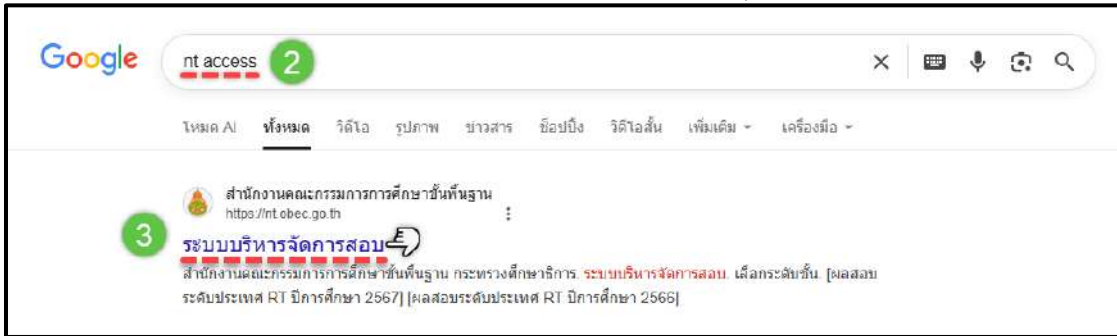 Google nt access 2
โหมด AI ทั้งหมด วิดีโอ รูปภาพ ข่าวสาร ช็อปปิ้ง วิดีโอสั้น เพิ่มเติม เครื่องมือ
สำนักงานคณะกรรมการการศึกษาขั้นพื้นฐาน
https://nt.obec.go.th
3 ระบบบริหารจัดการสอบ
สำนักงานคณะกรรมการการศึกษาขั้นพื้นฐาน กระทรวงศึกษาธิการ. ระบบบริหารจัดการสอบ. เลือกระดับชั้น. [ผลสอบ
ระดับประเทศ RT ปีการศึกษา 2567] [ผลสอบระดับประเทศ RT ปีการศึกษา 2566]